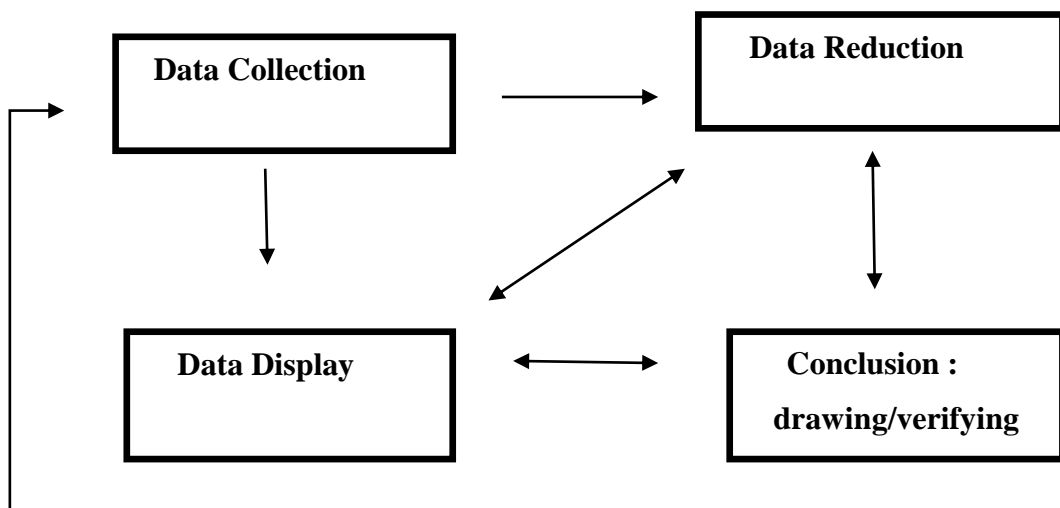 Data Collection
Data Reduction
Data Display
Conclusion :
drawing/verifying